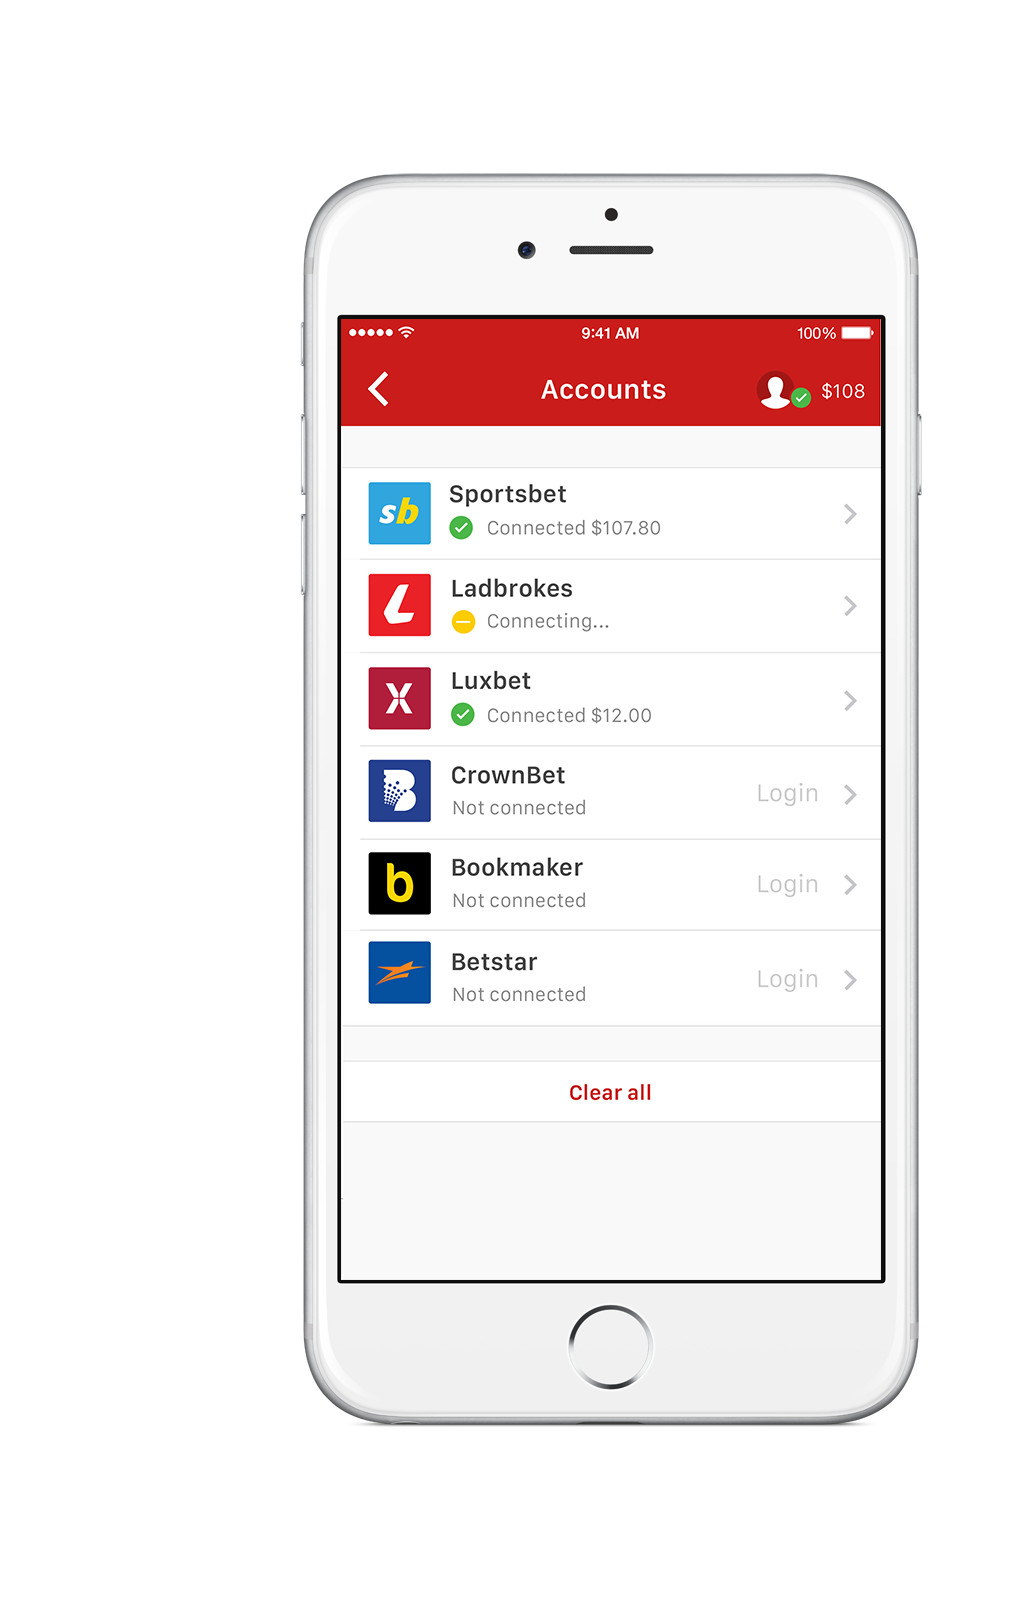 9:41 AM
100%
Accounts
$108
sb
Sportsbet
Connected $107.80
Ladbrokes
Connecting...
Luxbet
Connected $12.00
CrownBet
Not connected
Login
b
Bookmaker
Not connected
Login
Betstar
Not connected
Login
Clear all